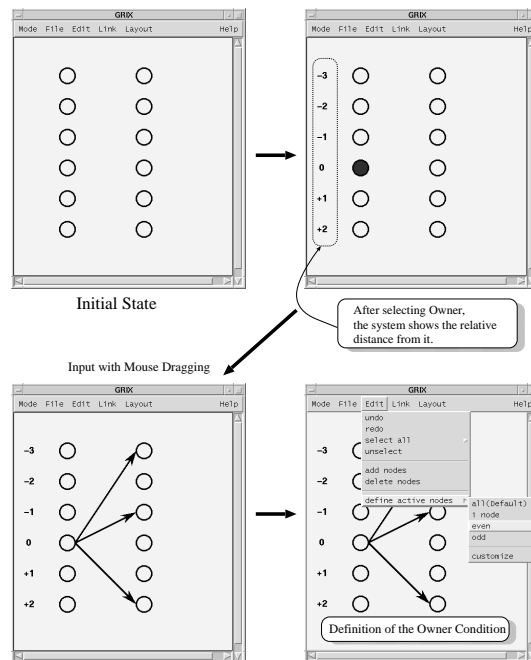 GRIX
Mode File Edit Link Layout Help
Initial State
GRIX
Mode File Edit Link Layout Help
-3
-2
-1
0
+1
+2
After selecting Owner,
the system shows the relative
distance from it.
Input with Mouse Dragging
GRIX
Mode File Edit Link Layout Help
-3
-2
-1
0
+1
+2
GRIX
Mode File Edit Link Layout Help
undo
redo
select all
unselect
add nodes
delete nodes
define active nodes
all(Default)
1 node
even
odd
customize
-3
-2
-1
0
+1
+2
Definition of the Owner Condition